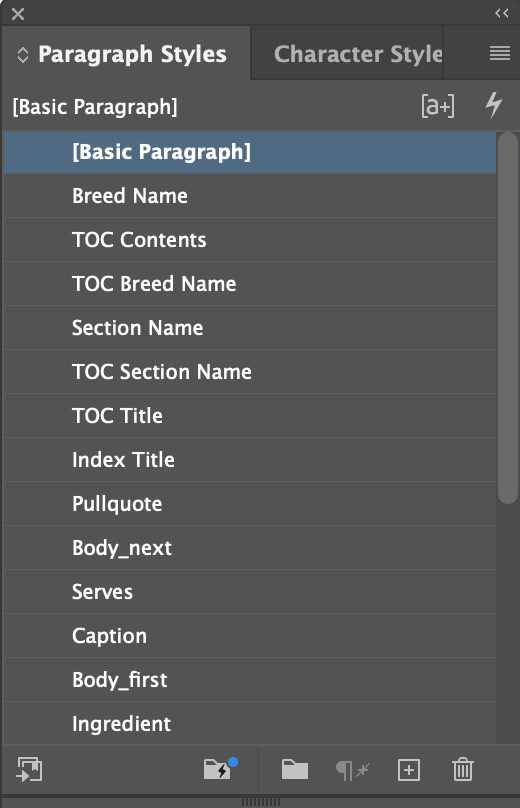 Paragraph Styles
Character Style
[Basic Paragraph]
[a+]
[Basic Paragraph]
Breed Name
TOC Contents
TOC Breed Name
Section Name
TOC Section Name
TOC Title
Index Title
Pullquote
Body_next
Serves
Caption
Body_first
Ingredient